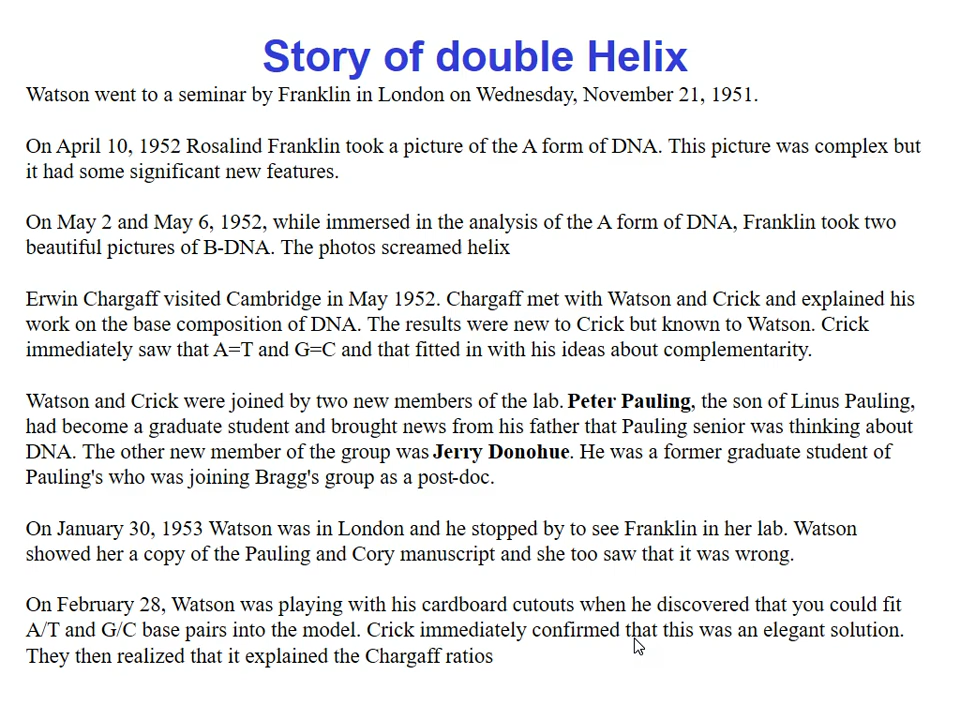 Story of double Helix
Watson went to a seminar by Franklin in London on Wednesday, November 21, 1951.
On April 10, 1952 Rosalind Franklin took a picture of the A form of DNA. This picture was complex but
it had some significant new features.
On May 2 and May 6, 1952, while immersed in the analysis of the A form of DNA, Franklin took two
beautiful pictures of B-DNA. The photos screamed helix
Erwin Chargaff visited Cambridge in May 1952. Chargaff met with Watson and Crick and explained his
work on the base composition of DNA. The results were new to Crick but known to Watson. Crick
immediately saw that A=T and G=C and that fitted in with his ideas about complementarity.
Watson and Crick were joined by two new members of the lab. Peter Pauling, the son of Linus Pauling,
had become a graduate student and brought news from his father that Pauling senior was thinking about
DNA. The other new member of the group was Jerry Donohue. He was a former graduate student of
Pauling's who was joining Bragg's group as a post-doc.
On January 30, 1953 Watson was in London and he stopped by to see Franklin in her lab. Watson
showed her a copy of the Pauling and Cory manuscript and she too saw that it was wrong.
On February 28, Watson was playing with his cardboard cutouts when he discovered that you could fit
A/T and G/C base pairs into the model. Crick immediately confirmed that this was an elegant solution.
They then realized that it explained the Chargaff ratios